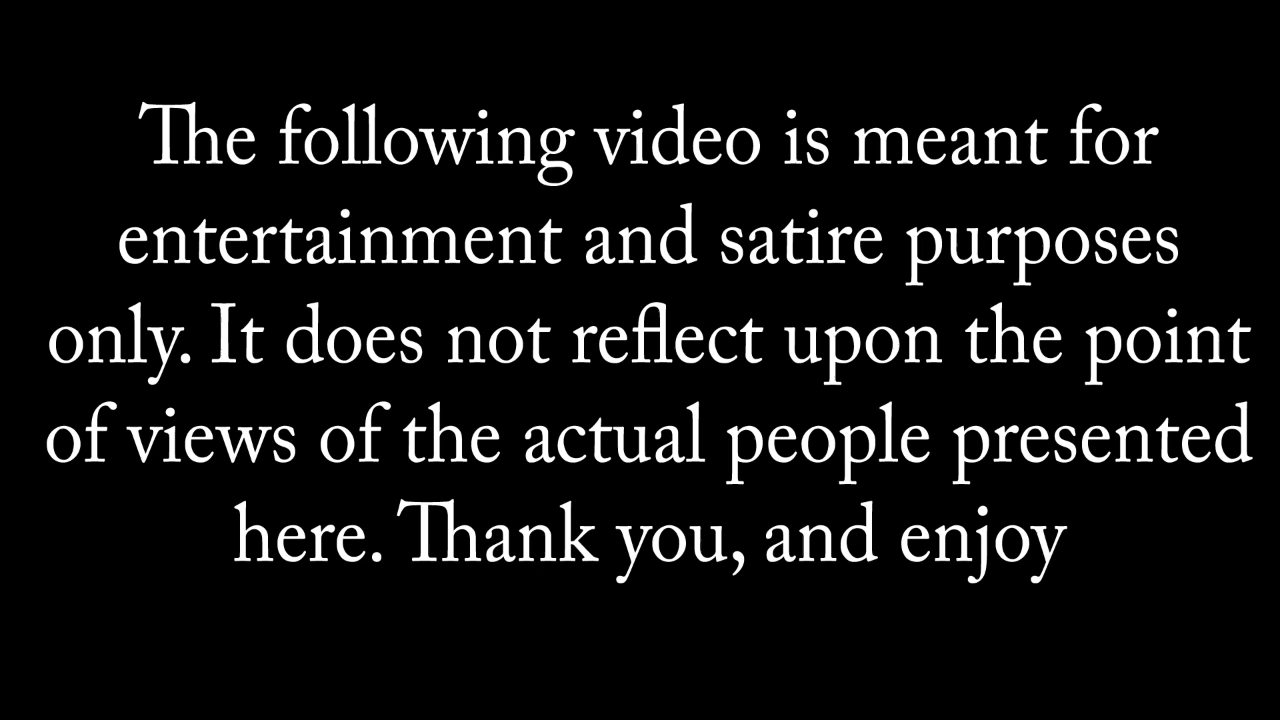 The following video is meant for
entertainment and satire purposes
only. It does not reflect upon the point
of views of the actual people presented
here. Thank you, and enjoy